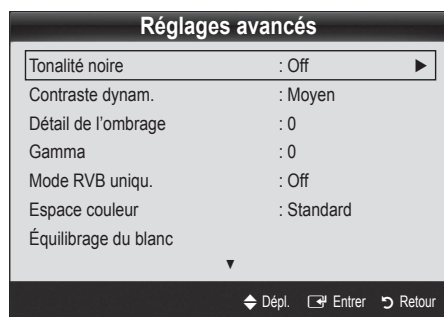 Réglages avancés
Tonalité noire : Off ▶
Contraste dynam. : Moyen
Détail de l'ombrage : 0
Gamma : 0
Mode RVB uniqu. : Off
Espace couleur : Standard
Équilibrage du blanc
▼
Dépl. Entrer Retour